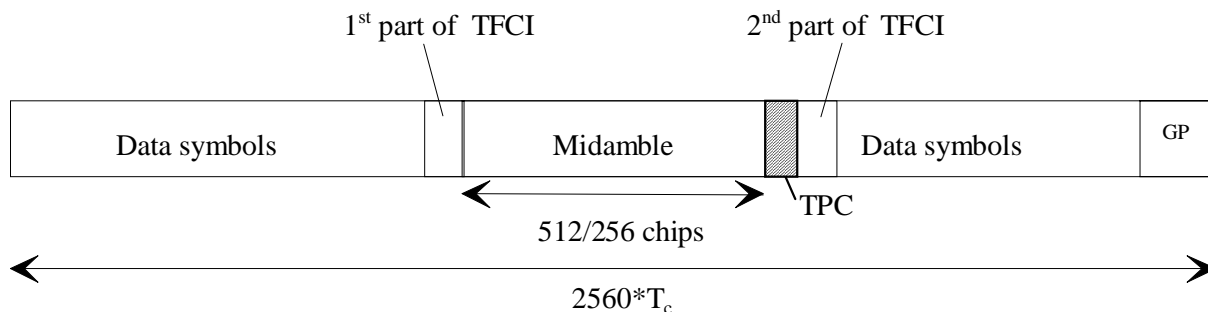 1st part of TFCI
2nd part of TFCI
Data symbols
Midamble
Data symbols
GP
TPC
512/256 chips
2560*Tc